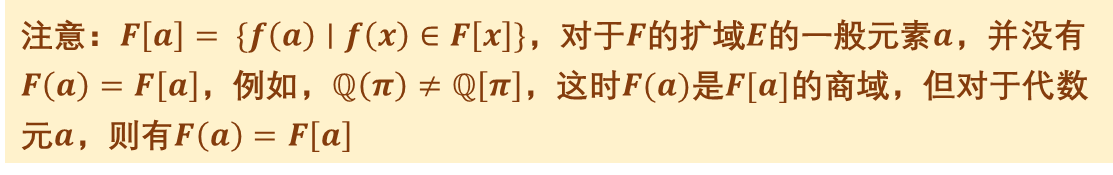 注意：F[a] = {f(a) | f(x) ∈ F[x]}，对于F的扩域E的一般元素a，并没有
F(a) = F[a]，例如，ℚ(π) ≠ ℚ[π]，这时F(a)是F[a]的商域，但对于代数
元a，则有F(a) = F[a]